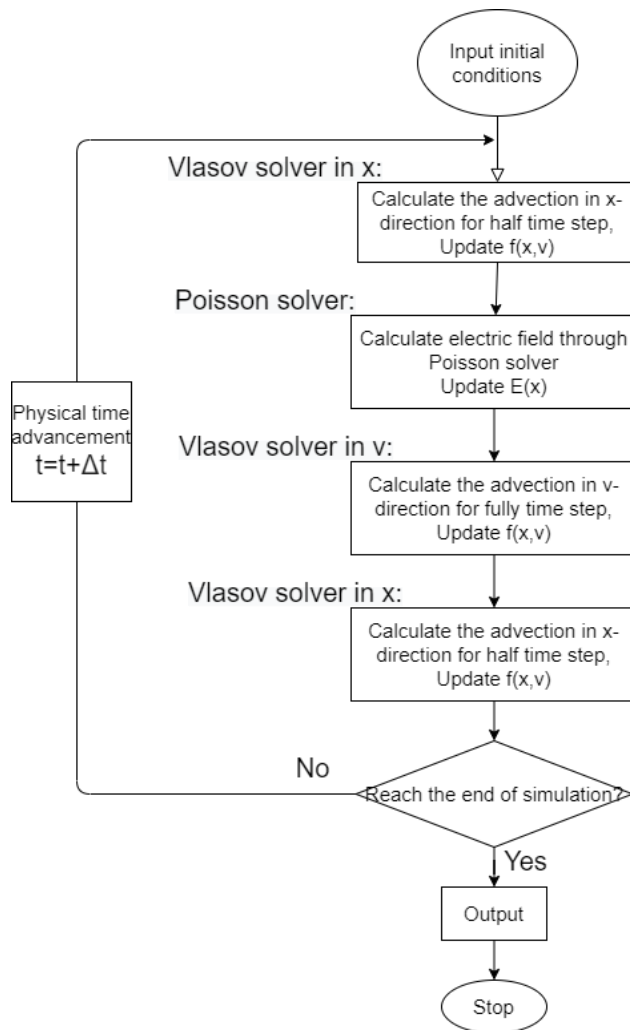 Input initial
conditions
Vlasov solver in x:
Calculate the advection in x-
direction for half time step,
Update f(x,v)
Poisson solver:
Calculate electric field through
Poisson solver
Update E(x)
Physical time
advancement
t=t+Δt
Vlasov solver in v:
Calculate the advection in v-
direction for fully time step,
Update f(x,v)
Vlasov solver in x:
Calculate the advection in x-
direction for half time step,
Update f(x,v)
No
Reach the end of simulation?
Yes
Output
Stop